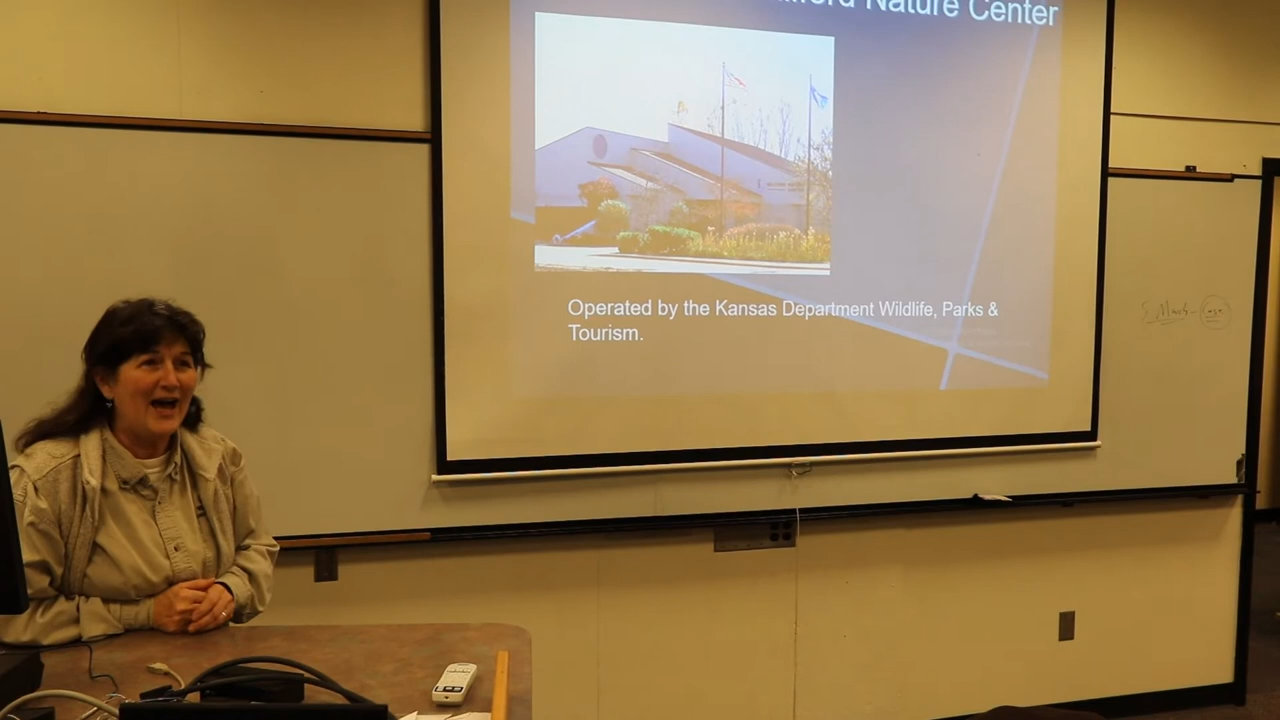 Nature Center
Operated by the Kansas Department Wildlife, Parks &
Tourism.